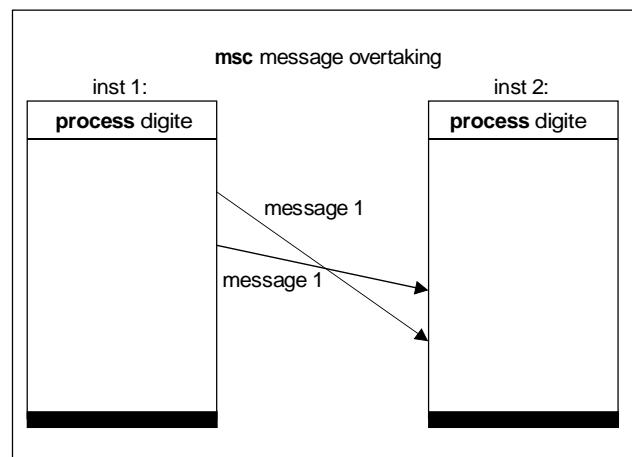 msc message overtaking
inst 1:
inst 2:
process digite
process digite
message 1
message 1